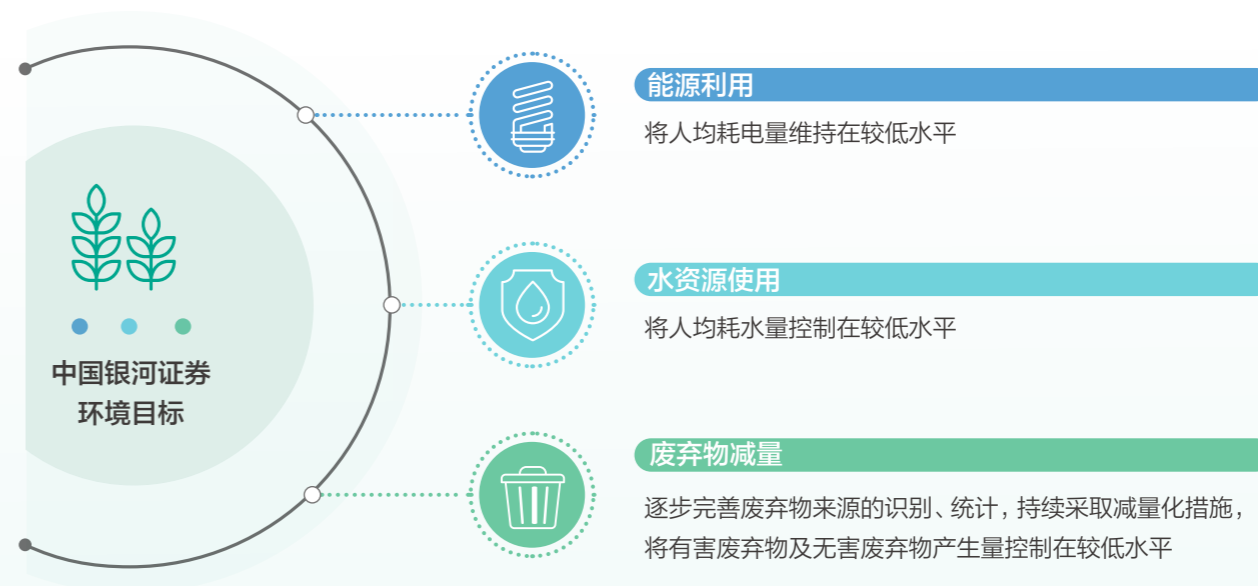 中国银河证券
环境目标
能源利用
将人均耗电量维持在较低水平
水资源使用
将人均耗水量控制在较低水平
废弃物减量
逐步完善废弃物来源的识别、统计，持续采取减量化措施，
将有害废弃物及无害废弃物产生量控制在较低水平